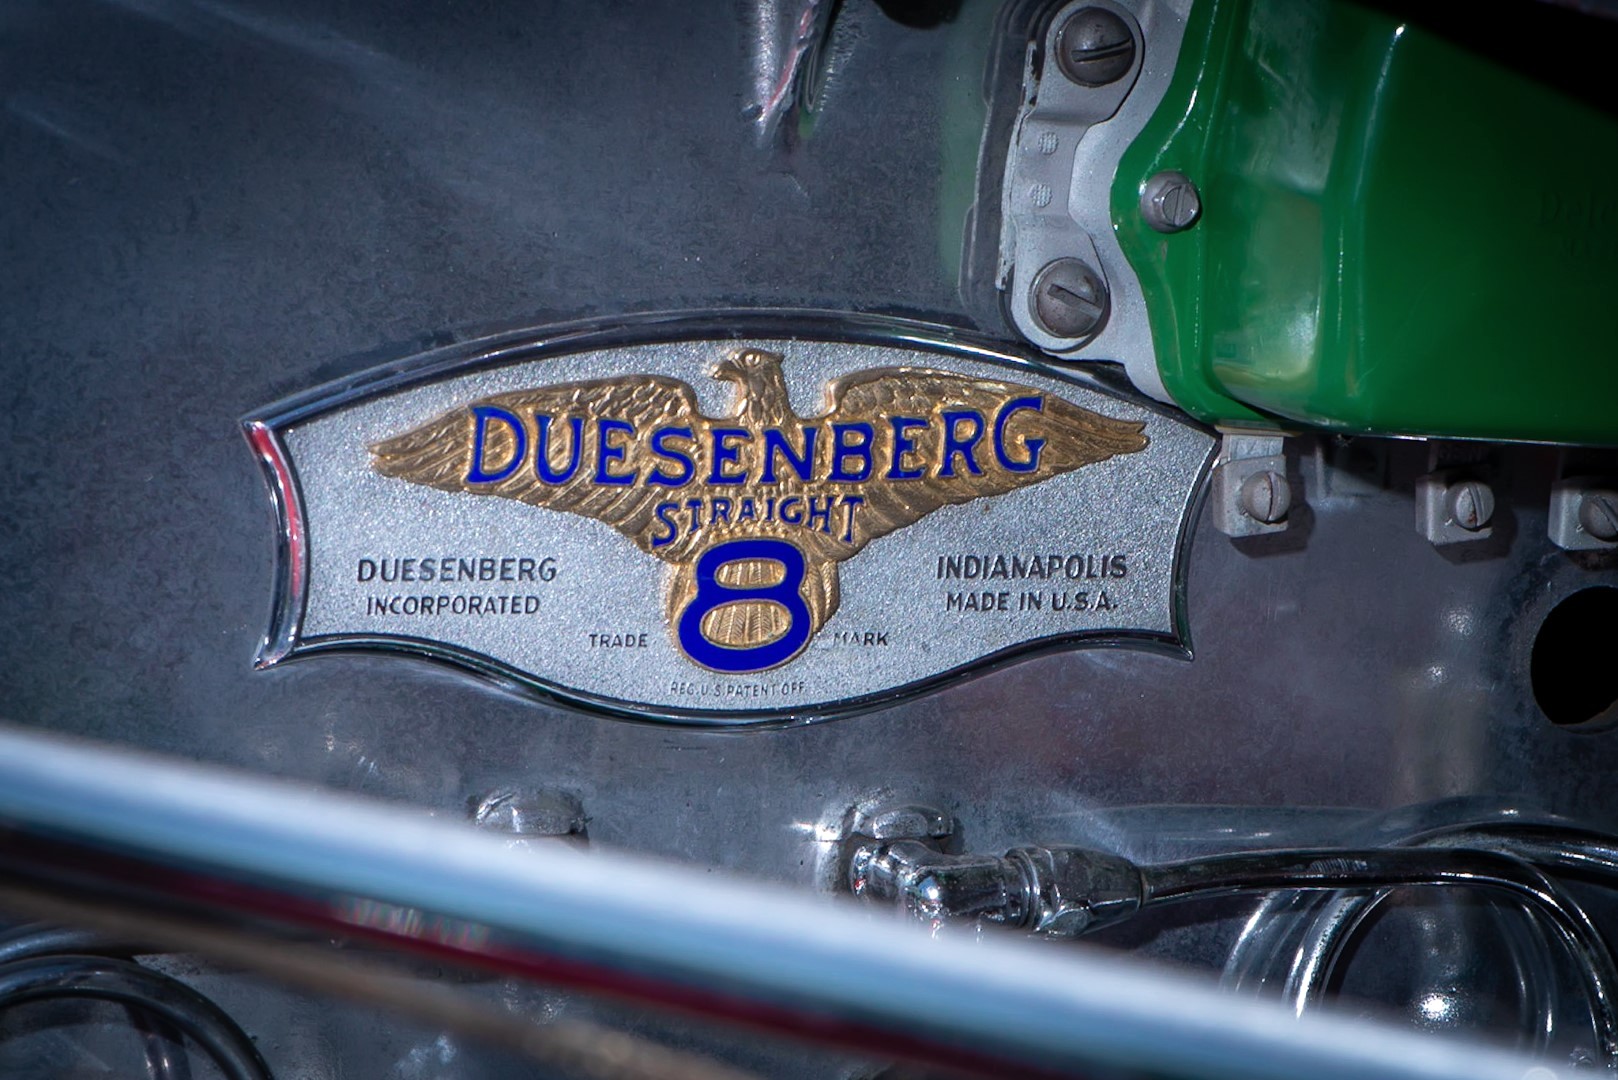 DUESENBERG
STRAIGHT
8
DUESENBERG
INCORPORATED
INDIANAPOLIS
MADE IN U.S.A.
TRADE MARK
REG. U.S. PATENT OFF.